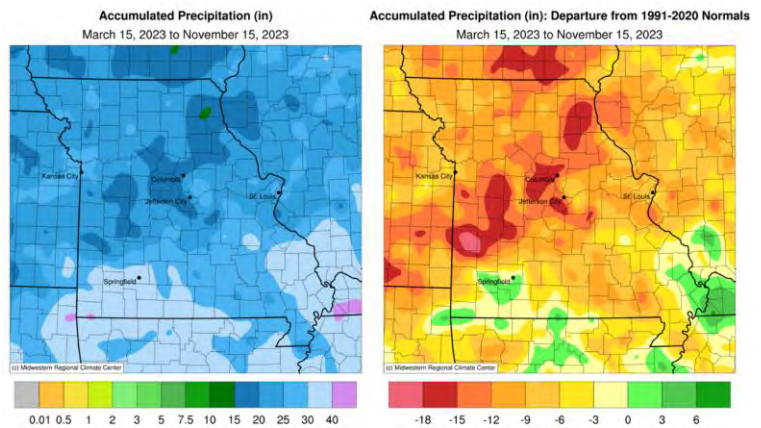 Accumulated Precipitation (in)
March 15, 2023 to November 15, 2023
Kansas City
Columbia
Jefferson City
St. Louis
Springfield
(c) Midwestern Regional Climate Center
0.01 0.5 1 2 3 5 7.5 10 15 20 25 30 40
Accumulated Precipitation (in): Departure from 1991-2020 Normals
March 15, 2023 to November 15, 2023
Kansas City
Columbia
Jefferson City
St. Louis
Springfield
(c) Midwestern Regional Climate Center
-18 -15 -12 -9 -6 -3 0 3 6